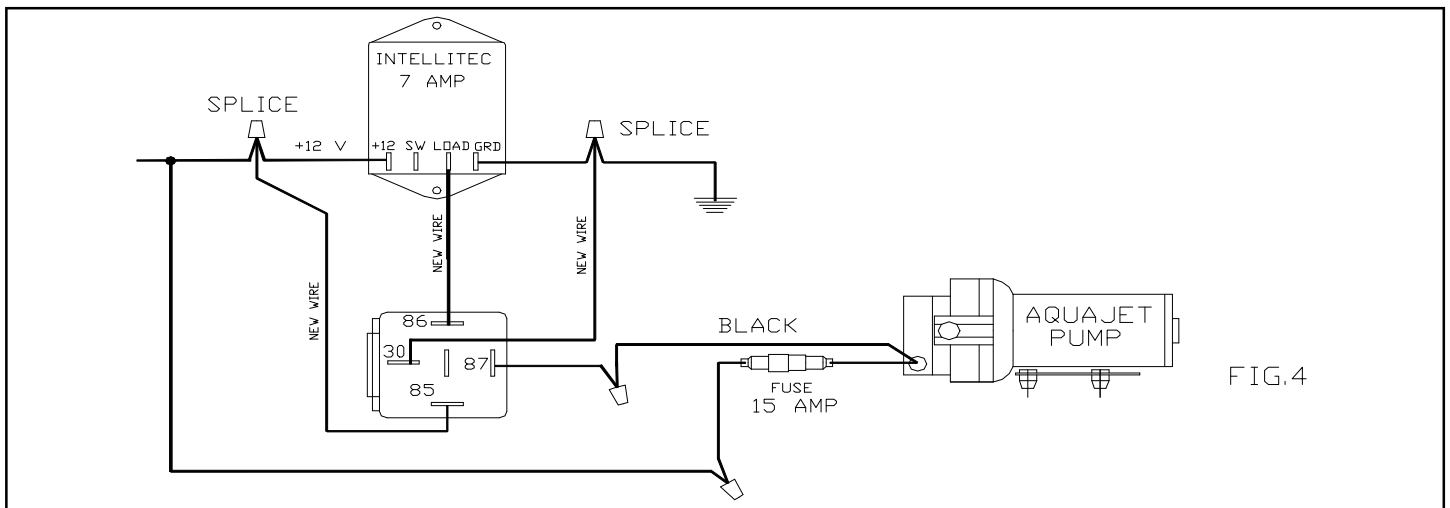 INTELLITEC
7 AMP
SPLICE
SPLICE
+12 V
+12 SW LOAD GRD
NEW WIRE
NEW WIRE
NEW WIRE
86
30
87
85
BLACK
FUSE
15 AMP
AQUAJET
PUMP
FIG.4